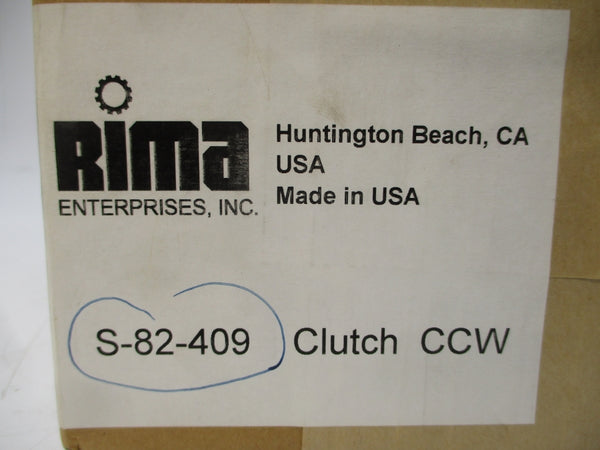 RIMA
ENTERPRISES, INC.
Huntington Beach, CA
USA
Made in USA
S-82-409 Clutch CCW